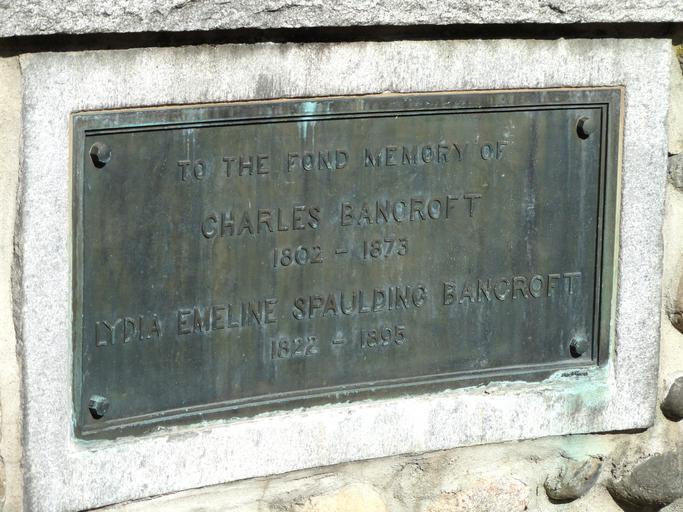 TO THE FOND MEMORY OF
CHARLES BANCROFT
1802 - 1873
LYDIA EMELINE SPAULDING BANCROFT
1822 - 1895